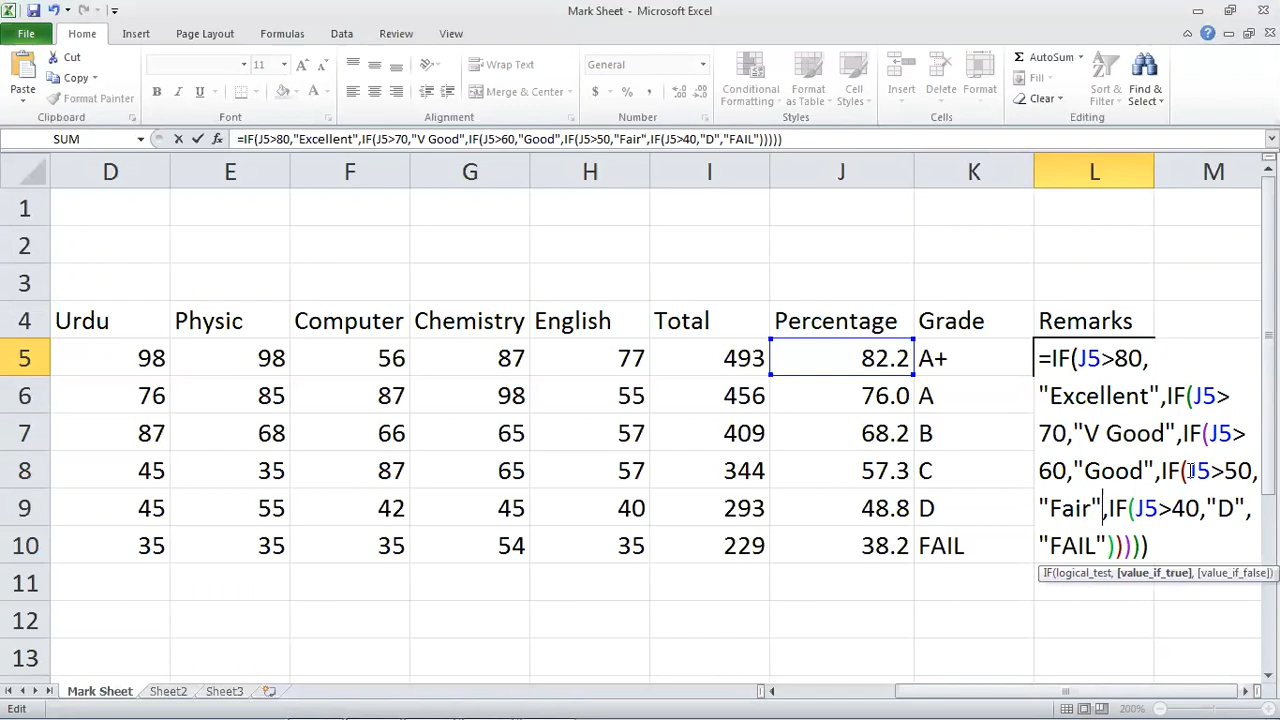 Mark Sheet - Microsoft Excel
File Home Insert Page Layout Formulas Data Review View
Cut
Copy
Format Painter
Paste
Clipboard
11
A A
B I U
A
Font
Wrap Text
Merge & Center
Alignment
General
$ % ,
Number
Conditional Formatting
Format as Table
Cell Styles
Styles
Insert
Delete
Format
Cells
Σ AutoSum
Fill
Clear
Sort & Filter
Find & Select
Editing
SUM fx =IF(J5>80,"Excellent",IF(J5>70,"V Good",IF(J5>60,"Good",IF(J5>50,"Fair",IF(J5>40,"D","FAIL")))))
D E F G H I J K L M
1
2
3
4 Urdu Physic Computer Chemistry English Total Percentage Grade Remarks
5 98 98 56 87 77 493 82.2 A+ =IF(J5>80,
6 76 85 87 98 55 456 76.0 A "Excellent",IF(J5>
7 87 68 66 65 57 409 68.2 B 70,"V Good",IF(J5>
8 45 35 87 65 57 344 57.3 C 60,"Good",IF(J5>50,
9 45 55 42 45 40 293 48.8 D "Fair",IF(J5>40,"D",
10 35 35 35 54 35 229 38.2 FAIL "FAIL")))))
11 IF(logical_test, [value_if_true], [value_if_false])
12
13
Mark Sheet Sheet2 Sheet3
Edit 200%